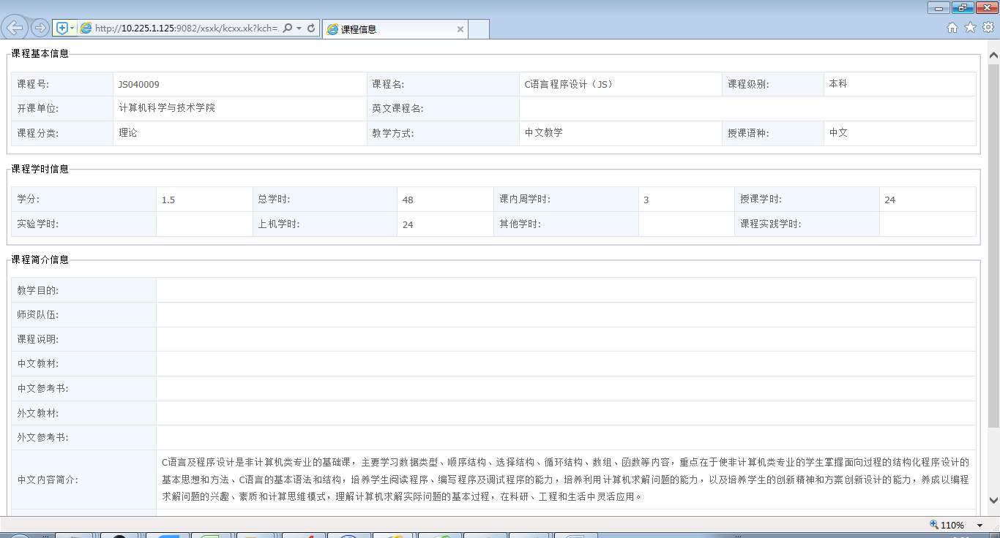 http://10.225.1.125:9082/xsxk/kcxx.xk?kch= 课程信息
课程基本信息
课程号: JS040009 课程名: C语言程序设计（JS） 课程级别: 本科
开课单位: 计算机科学与技术学院 英文课程名:
课程分类: 理论 教学方式: 中文教学 授课语种: 中文
课程学时信息
学分: 1.5 总学时: 48 课内周学时: 3 授课学时: 24
实验学时: 上机学时: 24 其他学时: 课程实践学时:
课程简介信息
教学目的:
师资队伍:
课程说明:
中文教材:
中文参考书:
外文教材:
外文参考书:
中文内容简介:
C语言及程序设计是非计算机类专业的基础课，主要学习数据类型、顺序结构、选择结构、循环结构、数组、函数等内容，重点在于使非计算机类专业的学生掌握面向过程的结构化程序设计的
基本思想和方法、C语言的基本语法和结构，培养学生阅读程序、编写程序及调试程序的能力，培养利用计算机求解问题的能力，以及培养学生的创新精神和方案创新设计的能力，养成以编程
求解问题的兴趣、素质和计算思维模式，理解计算机求解实际问题的基本过程，在科研、工程和生活中灵活应用。
110%